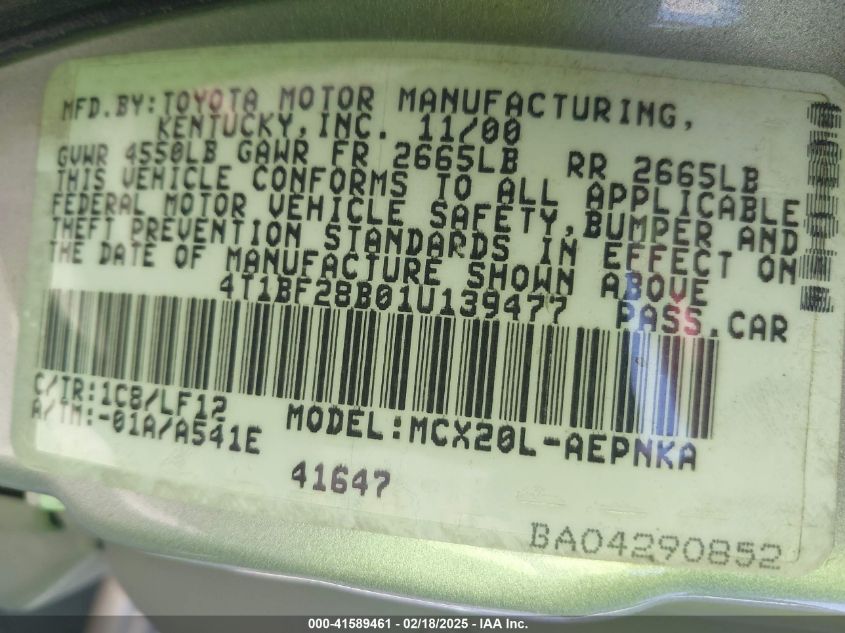 MFD.BY:TOYOTA MOTOR MANUFACTURING,
KENTUCKY,INC. 11/00
GVWR 4550LB GAWR FR 2665LB RR 2665LB
THIS VEHICLE CONFORMS TO ALL APPLICABLE
FEDERAL MOTOR VEHICLE SAFETY,BUMPER AND
THEFT PREVENTION STANDARDS IN EFFECT ON
THE DATE OF MANUFACTURE SHOWN ABOVE
4T1BF28B01U139477 PASS.CAR
C/TR:1C8/LF12
A/TM:-01A/A541E MODEL:MCX20L-AEPNKA
41647
BA04290852
000-41589461 - 02/18/2025 - IAA Inc.